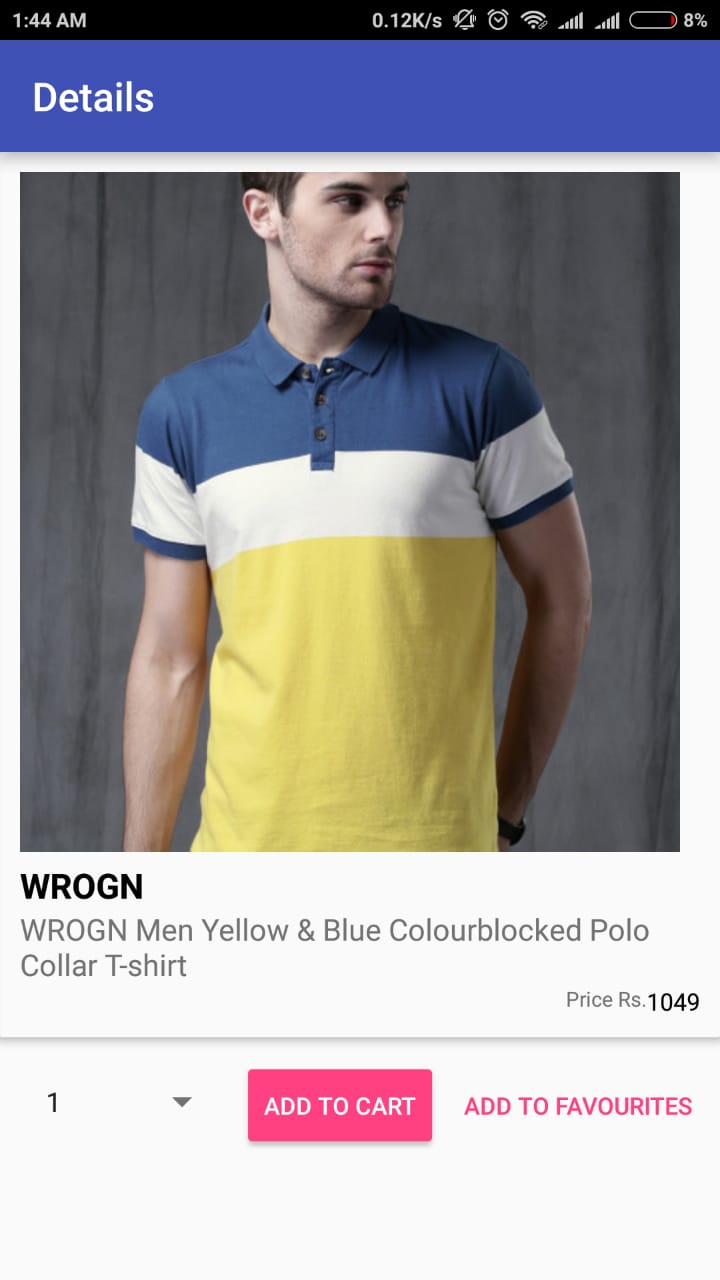 1:44 AM 0.12K/s 8%
Details
WROGN
WROGN Men Yellow & Blue Colourblocked Polo
Collar T-shirt
Price Rs.1049
1 ADD TO CART ADD TO FAVOURITES